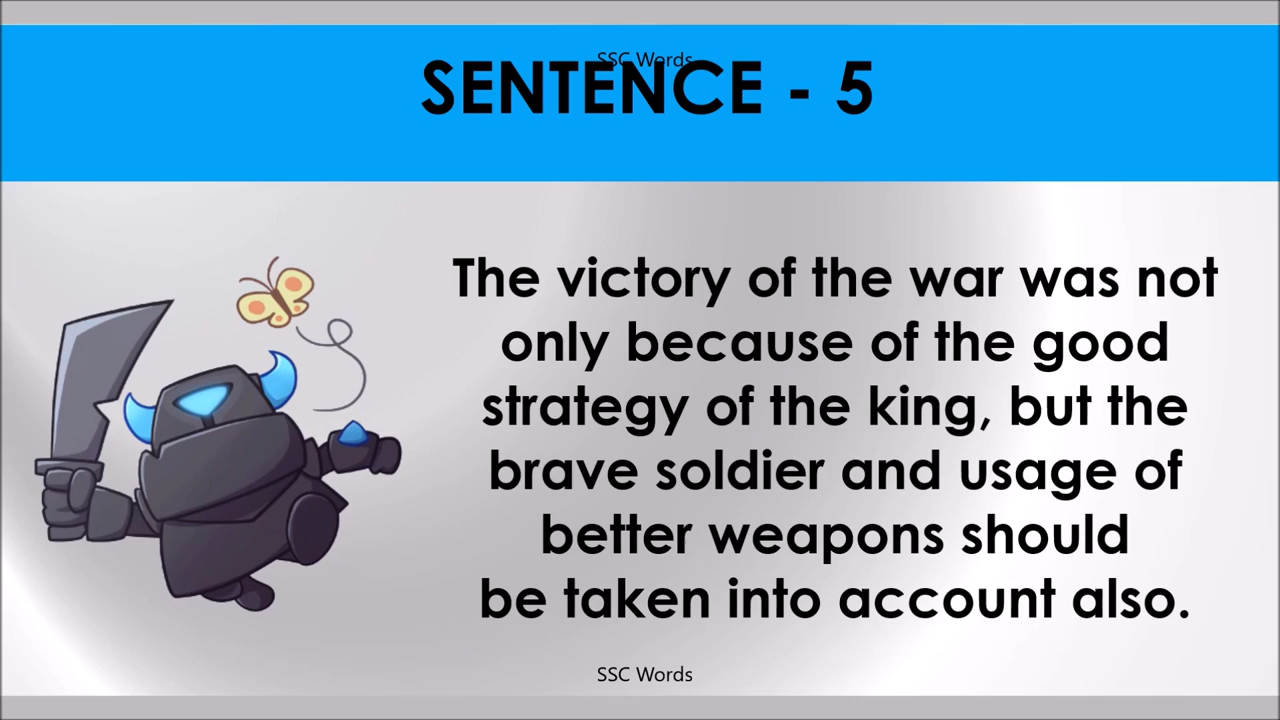 SSC Words
SENTENCE - 5
The victory of the war was not
only because of the good
strategy of the king, but the
brave soldier and usage of
better weapons should
be taken into account also.
SSC Words